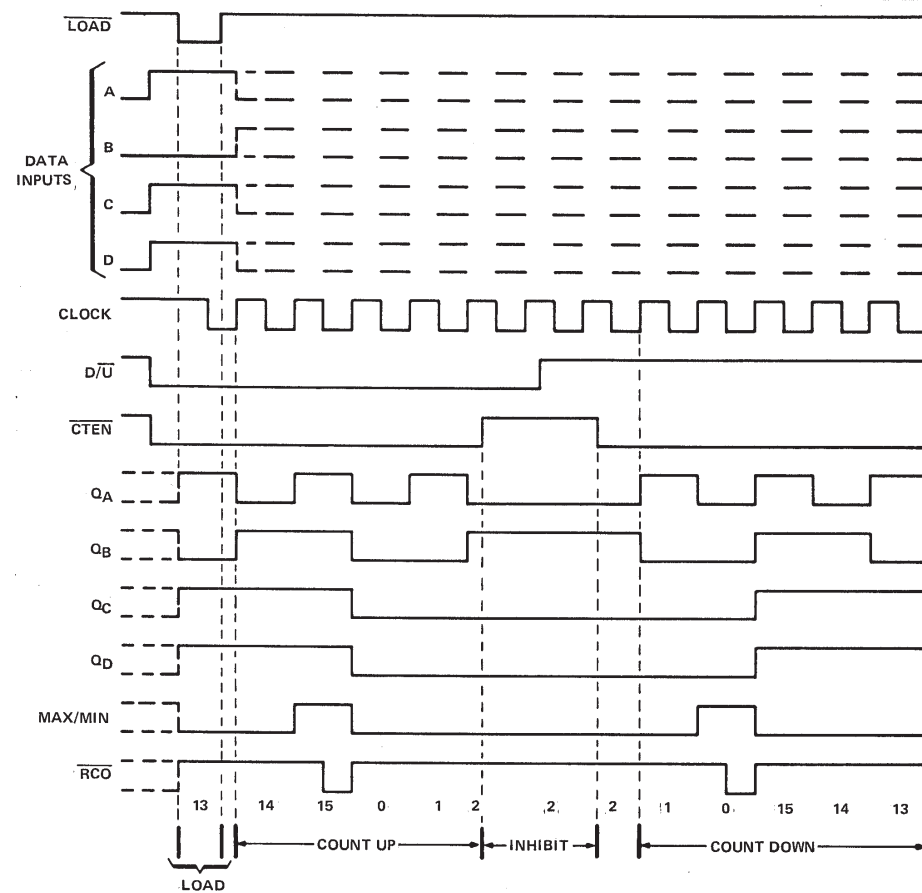 LOAD
A
B
DATA
INPUTS
C
D
CLOCK
D/U
CTEN
QA
QB
QC
QD
MAX/MIN
RCO
13 14 15 0 1 2 2 2 1 0 15 14 13
COUNT UP INHIBIT COUNT DOWN
LOAD